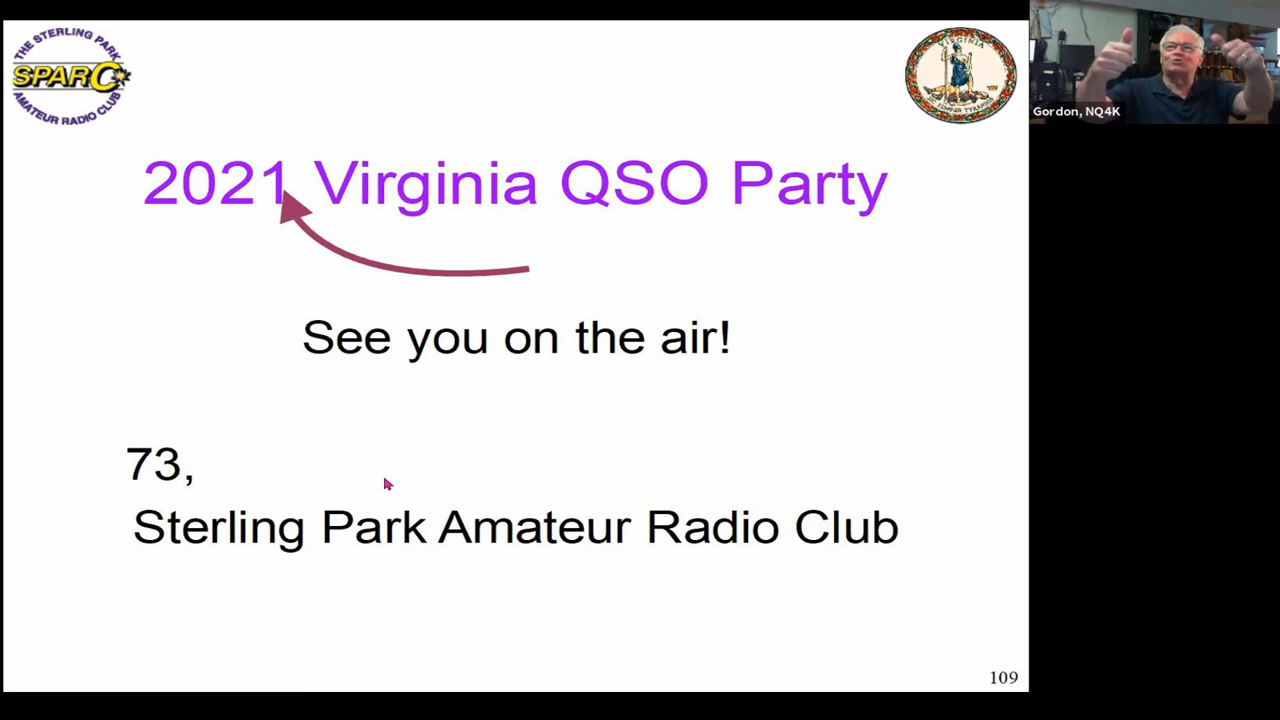 THE STERLING PARK
SPARC
AMATEUR RADIO CLUB
VIRGINIA
Gordon, NQ4K
2021 Virginia QSO Party
See you on the air!
73,
Sterling Park Amateur Radio Club
109